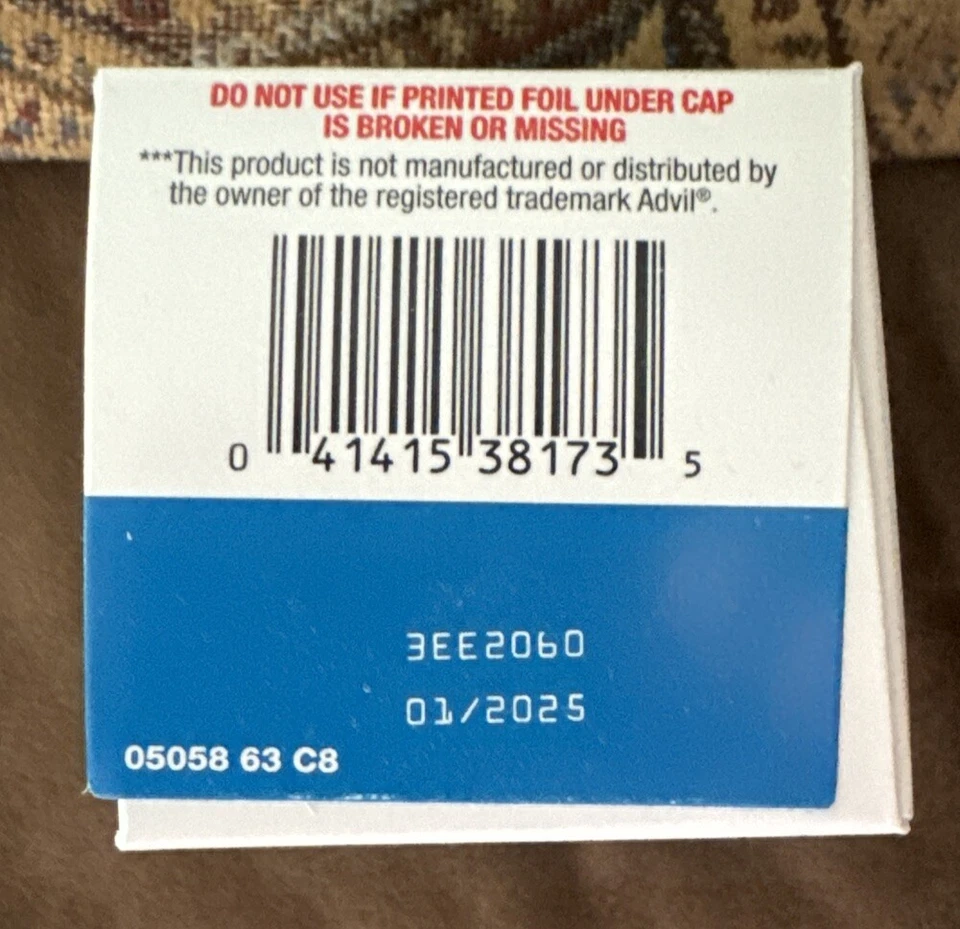 DO NOT USE IF PRINTED FOIL UNDER CAP
IS BROKEN OR MISSING
***This product is not manufactured or distributed by
the owner of the registered trademark Advil®.
0 41415 38173 5
3EE2060
01/2025
05058 63 C8